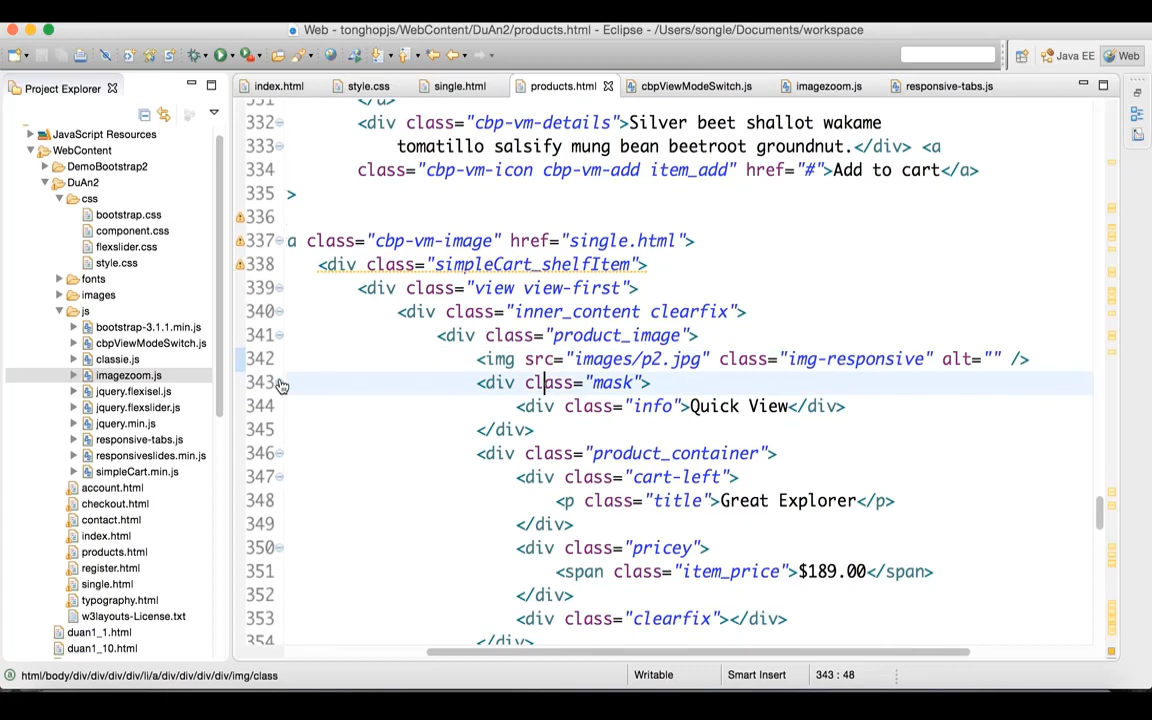 Web - tonghopjs/WebContent/DuAn2/products.html - Eclipse - /Users/songle/Documents/workspace
Java EE
Web
Project Explorer
index.html
style.css
single.html
products.html
cbpViewModeSwitch.js
imagezoom.js
responsive-tabs.js
JavaScript Resources
WebContent
DemoBootstrap2
DuAn2
css
bootstrap.css
component.css
flexslider.css
style.css
fonts
images
js
bootstrap-3.1.1.min.js
cbpViewModeSwitch.js
classie.js
imagezoom.js
jquery.flexisel.js
jquery.flexslider.js
jquery.min.js
responsive-tabs.js
responsiveslides.min.js
simpleCart.min.js
account.html
checkout.html
contact.html
index.html
products.html
register.html
single.html
typography.html
w3layouts-License.txt
duan1_1.html
duan1_10.html
351 </a>
332 <div class="cbp-vm-details">Silver beet shallot wakame
333 tomatillo salsify mung bean beetroot groundnut.</div> <a
334 class="cbp-vm-icon cbp-vm-add item_add" href="#">Add to cart</a>
335 >
336
337 a class="cbp-vm-image" href="single.html">
338 <div class="simpleCart_shelfItem">
339 <div class="view view-first">
340 <div class="inner_content clearfix">
341 <div class="product_image">
342 <img src="images/p2.jpg" class="img-responsive" alt="" />
343 <div class="mask">
344 <div class="info">Quick View</div>
345 </div>
346 <div class="product_container">
347 <div class="cart-left">
348 <p class="title">Great Explorer</p>
349 </div>
350 <div class="pricey">
351 <span class="item_price">$189.00</span>
352 </div>
353 <div class="clearfix"></div>
354 </div>
html/body/div/div/div/div/li/a/div/div/div/div/img/class
Writable
Smart Insert
343 : 48